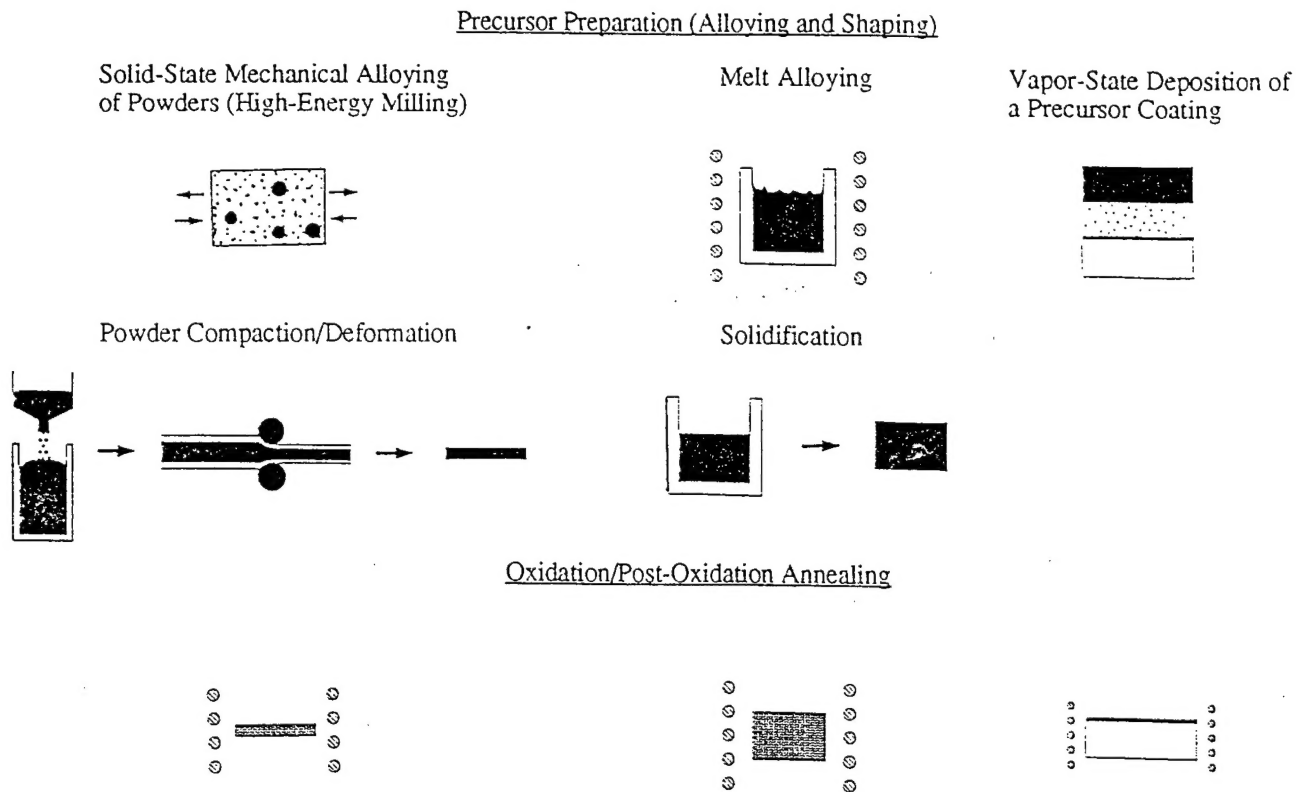 Precursor Preparation (Alloying and Shaping)
Solid-State Mechanical Alloying
of Powders (High-Energy Milling)
Melt Alloying
Vapor-State Deposition of
a Precursor Coating
Powder Compaction/Deformation
Solidification
Oxidation/Post-Oxidation Annealing